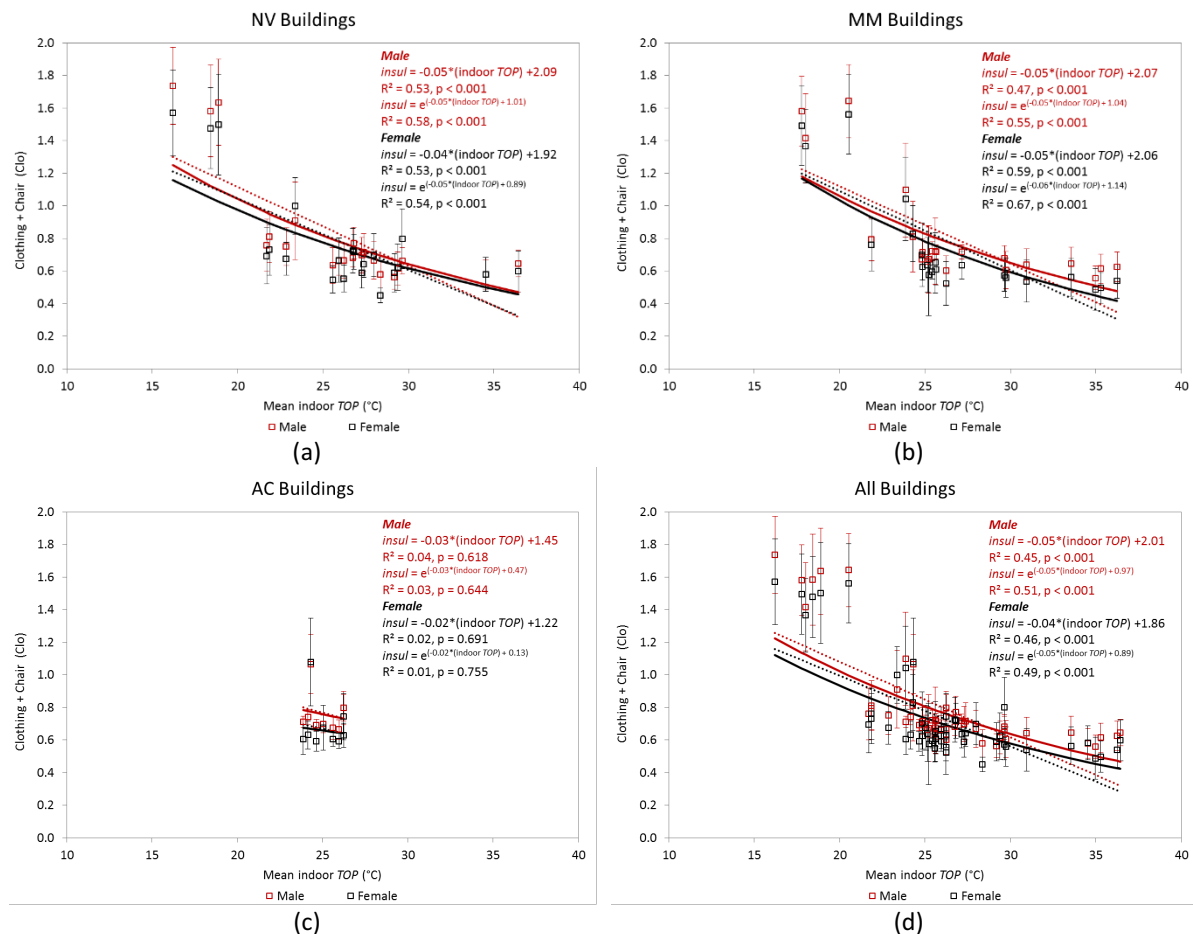 NV Buildings
2.0
1.8
1.6
1.4
1.2
1.0
0.8
0.6
0.4
0.2
0.0
Clothing + Chair (Clo)
Male
insul = -0.05*(indoor TOP) +2.09
R² = 0.53, p < 0.001
insul = e(-0.05*(indoor TOP) + 1.01)
R² = 0.58, p < 0.001
Female
insul = -0.04*(indoor TOP) +1.92
R² = 0.53, p < 0.001
insul = e(-0.05*(indoor TOP) + 0.89)
R² = 0.54, p < 0.001
10 15 20 25 30 35 40
Mean indoor TOP (°C)
Male Female
(a)
MM Buildings
2.0
1.8
1.6
1.4
1.2
1.0
0.8
0.6
0.4
0.2
0.0
Clothing + Chair (Clo)
Male
insul = -0.05*(indoor TOP) +2.07
R² = 0.47, p < 0.001
insul = e(-0.05*(indoor TOP) + 1.04)
R² = 0.55, p < 0.001
Female
insul = -0.05*(indoor TOP) +2.06
R² = 0.59, p < 0.001
insul = e(-0.06*(indoor TOP) + 1.14)
R² = 0.67, p < 0.001
10 15 20 25 30 35 40
Mean indoor TOP (°C)
Male Female
(b)
AC Buildings
2.0
1.8
1.6
1.4
1.2
1.0
0.8
0.6
0.4
0.2
0.0
Clothing + Chair (Clo)
Male
insul = -0.03*(indoor TOP) +1.45
R² = 0.04, p = 0.618
insul = e(-0.03*(indoor TOP) + 0.47)
R² = 0.03, p = 0.644
Female
insul = -0.02*(indoor TOP) +1.22
R² = 0.02, p = 0.691
insul = e(-0.02*(indoor TOP) + 0.13)
R² = 0.01, p = 0.755
10 15 20 25 30 35 40
Mean indoor TOP (°C)
Male Female
(c)
All Buildings
2.0
1.8
1.6
1.4
1.2
1.0
0.8
0.6
0.4
0.2
0.0
Clothing + Chair (Clo)
Male
insul = -0.05*(indoor TOP) +2.01
R² = 0.45, p < 0.001
insul = e(-0.05*(indoor TOP) + 0.97)
R² = 0.51, p < 0.001
Female
insul = -0.04*(indoor TOP) +1.86
R² = 0.46, p < 0.001
insul = e(-0.05*(indoor TOP) + 0.89)
R² = 0.49, p < 0.001
10 15 20 25 30 35 40
Mean indoor TOP (°C)
Male Female
(d)